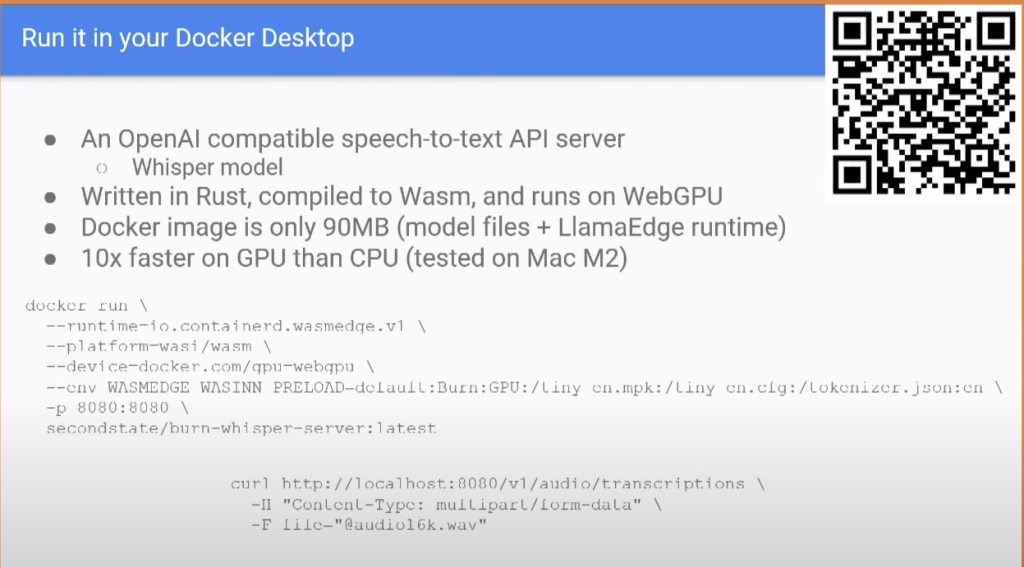 Run it in your Docker Desktop
● An OpenAI compatible speech-to-text API server
○ Whisper model
● Written in Rust, compiled to Wasm, and runs on WebGPU
● Docker image is only 90MB (model files + LlamaEdge runtime)
● 10x faster on GPU than CPU (tested on Mac M2)
docker run \
--runtime=io.containerd.wasmedge.v1 \
--platform=wasi/wasm \
--device=docker.com/gpu=webgpu \
--env WASMEDGE_WASINN_PRELOAD=default:Burn:GPU:/tiny_en.mpk:/tiny_en.cfg:/tokenizer.json:en \
-p 8080:8080 \
secondstate/burn-whisper-server:latest
curl http://localhost:8080/v1/audio/transcriptions \
-H "Content-Type: multipart/form-data" \
-F file="@audio16k.wav"